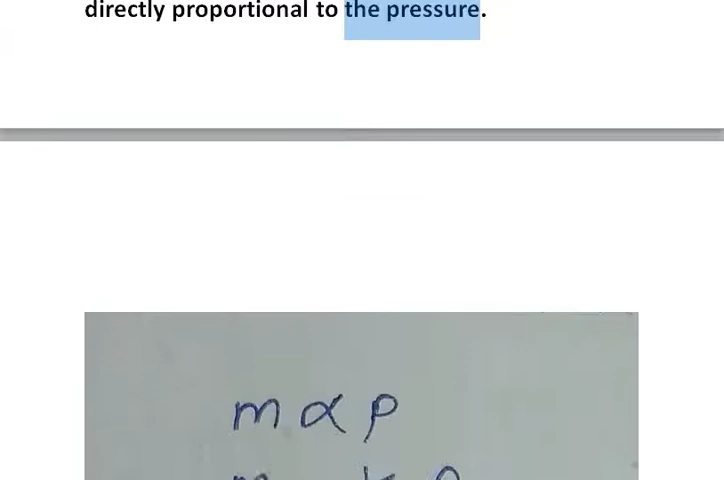 directly proportional to the pressure.
m ∝ p